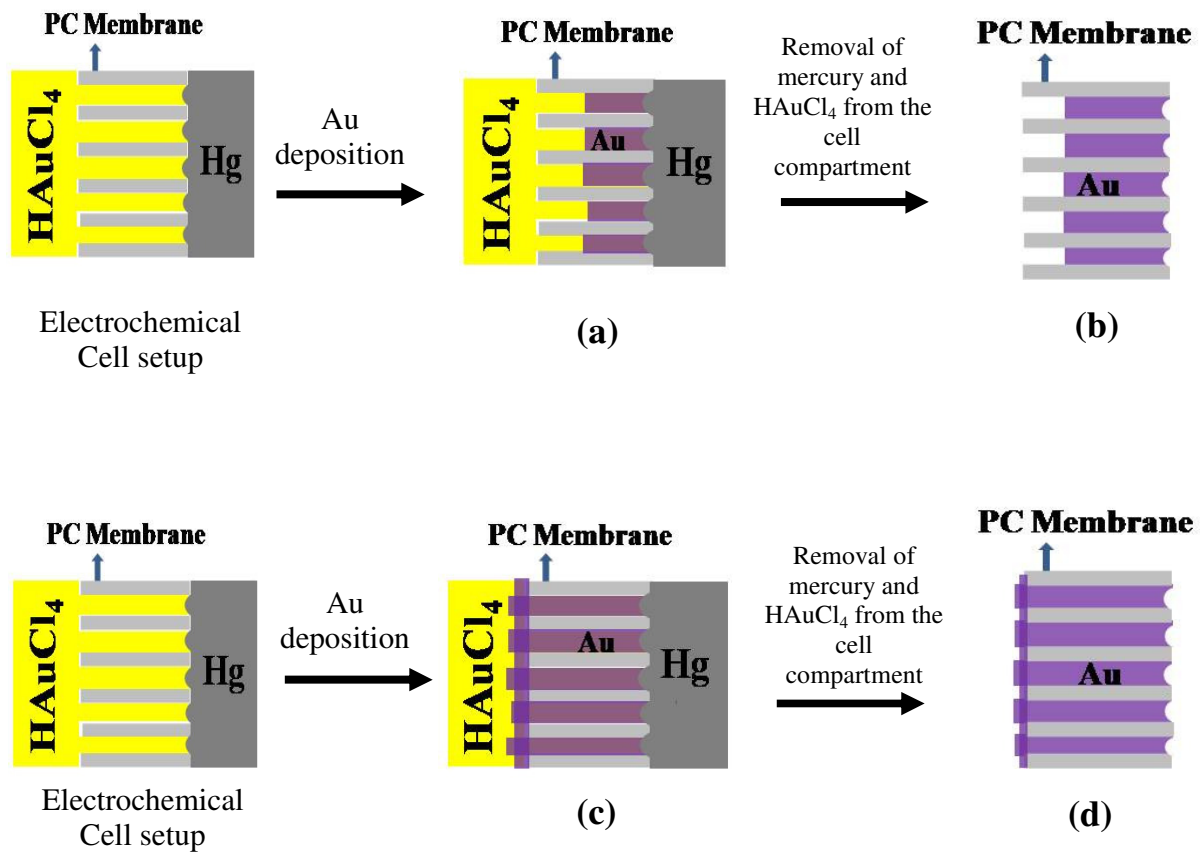 PC Membrane
HAuCl₄
Hg
Au
deposition
PC Membrane
HAuCl₄
Au
Hg
Removal of
mercury and
HAuCl₄ from the
cell
compartment
PC Membrane
Au
Electrochemical
Cell setup
(a)
(b)
PC Membrane
HAuCl₄
Hg
Au
deposition
PC Membrane
HAuCl₄
Au
Hg
Removal of
mercury and
HAuCl₄ from the
cell
compartment
PC Membrane
Au
Electrochemical
Cell setup
(c)
(d)